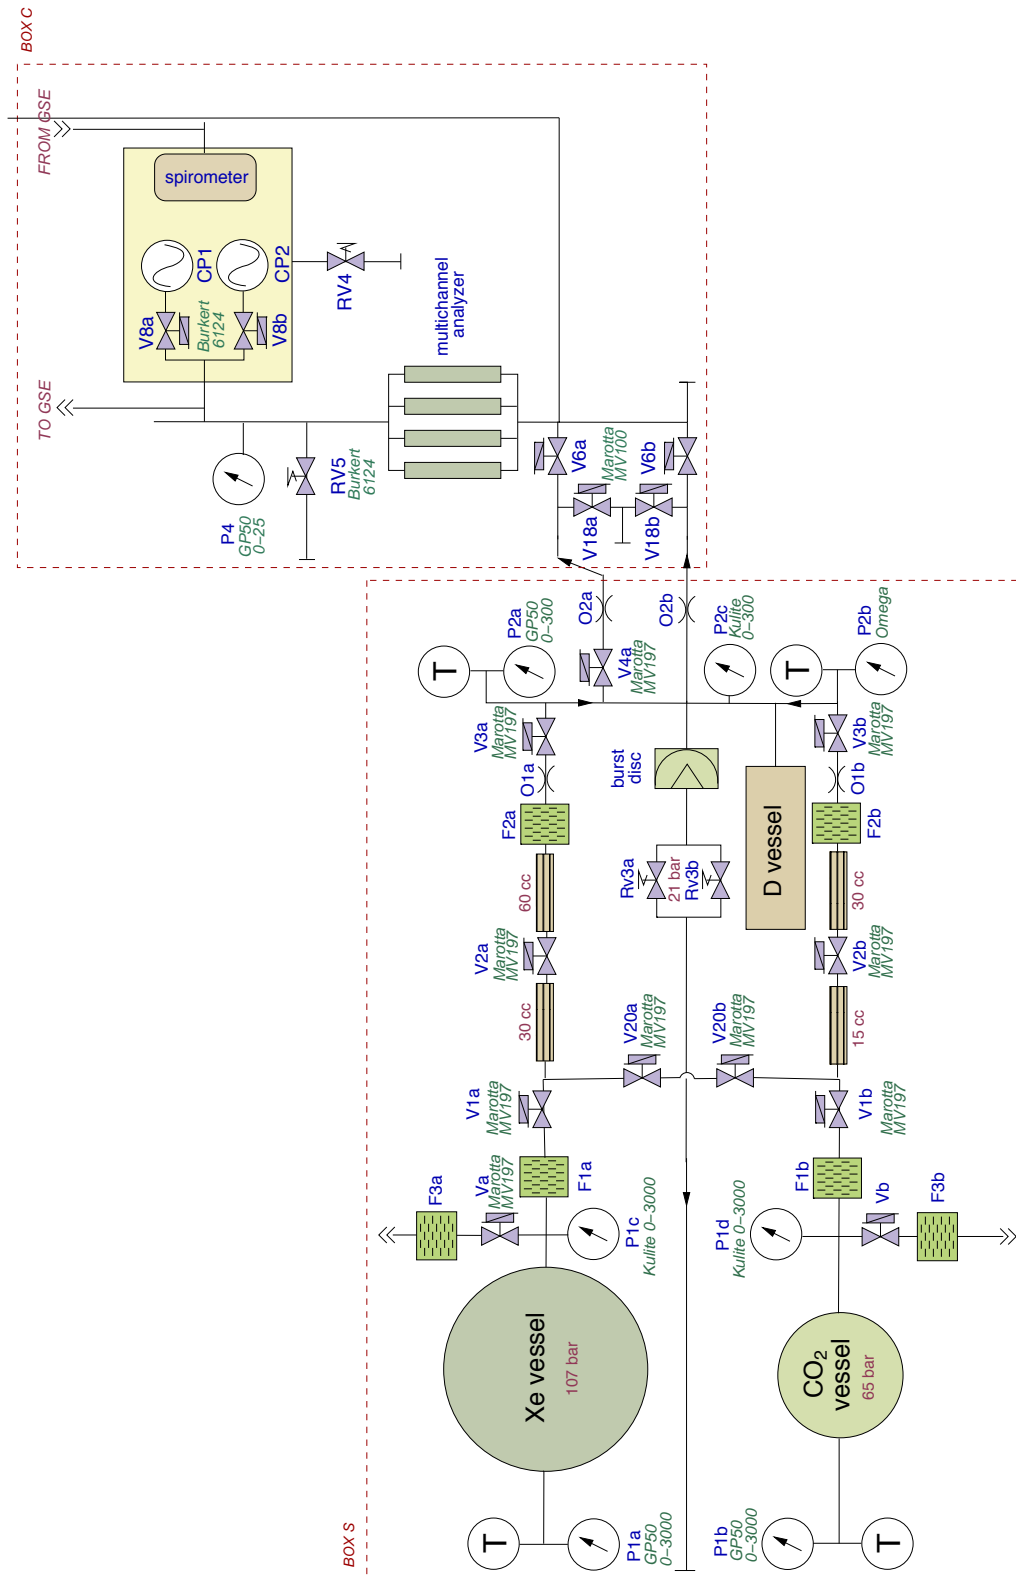 BOX C
FROM GSE
spirometer
CP1
CP2
V8a
Burkert
6124
V8b
RV4
TO GSE
multichannel
analyzer
P4
GP50
0−25
RV5
Burkert
6124
V6a
Marotta
MV100
V6b
V18a
V18b
BOX S
T
P2a
GP50
0−300
O2a
V4a
Marotta
MV197
O2b
P2c
Kulite
0−300
T
P2b
Omega
V3a
Marotta
MV197
O1a
F2a
60 cc
V2a
Marotta
MV197
30 cc
burst
disc
Rv3a
21 bar
Rv3b
D vessel
V3b
Marotta
MV197
O1b
F2b
30 cc
V2b
Marotta
MV197
15 cc
V20a
Marotta
MV197
V20b
Marotta
MV197
V1a
Marotta
MV197
V1b
Marotta
MV197
F3a
Va
Marotta
MV197
F1a
P1c
Kulite 0−3000
F1b
P1d
Kulite 0−3000
Vb
F3b
Xe vessel
107 bar
CO2
vessel
65 bar
T
P1a
GP50
0−3000
P1b
GP50
0−3000
T